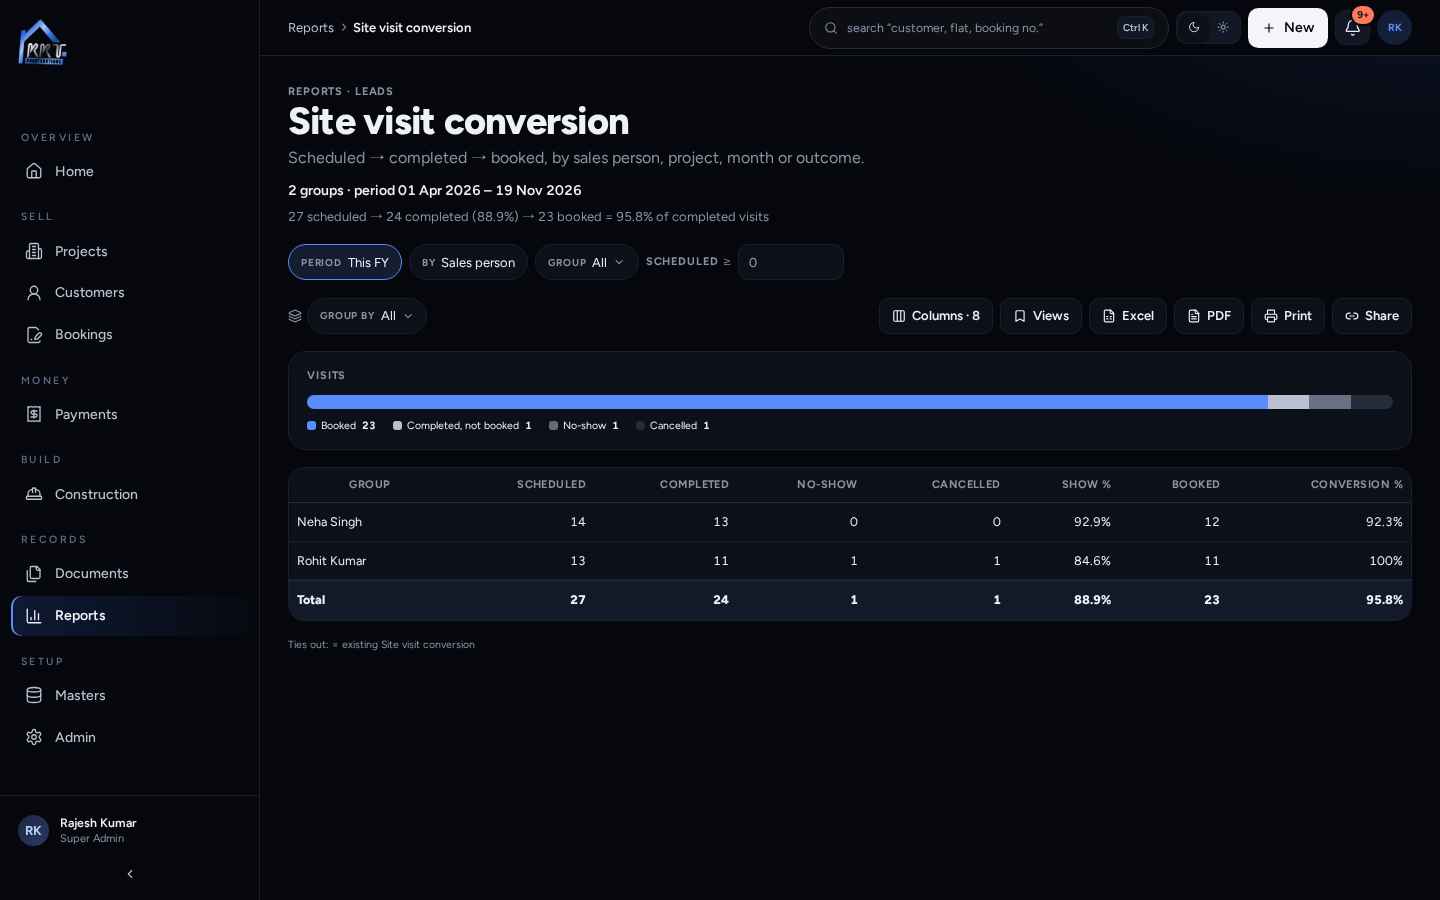 Reports › Site visit conversion
search “customer, flat, booking no.”
Ctrl K
+ New
9+
RK
OVERVIEW
Home
SELL
Projects
Customers
Bookings
MONEY
Payments
BUILD
Construction
RECORDS
Documents
Reports
SETUP
Masters
Admin
RK
Rajesh Kumar
Super Admin
REPORTS · LEADS
Site visit conversion
Scheduled → completed → booked, by sales person, project, month or outcome.
2 groups · period 01 Apr 2026 – 19 Nov 2026
27 scheduled → 24 completed (88.9%) → 23 booked = 95.8% of completed visits
PERIOD This FY BY Sales person GROUP All SCHEDULED ≥ 0
GROUP BY All Columns · 8 Views Excel PDF Print Share
VISITS
Booked 23 Completed, not booked 1 No-show 1 Cancelled 1
GROUP SCHEDULED COMPLETED NO-SHOW CANCELLED SHOW % BOOKED CONVERSION %
Neha Singh 14 13 0 0 92.9% 12 92.3%
Rohit Kumar 13 11 1 1 84.6% 11 100%
Total 27 24 1 1 88.9% 23 95.8%
Ties out: = existing Site visit conversion